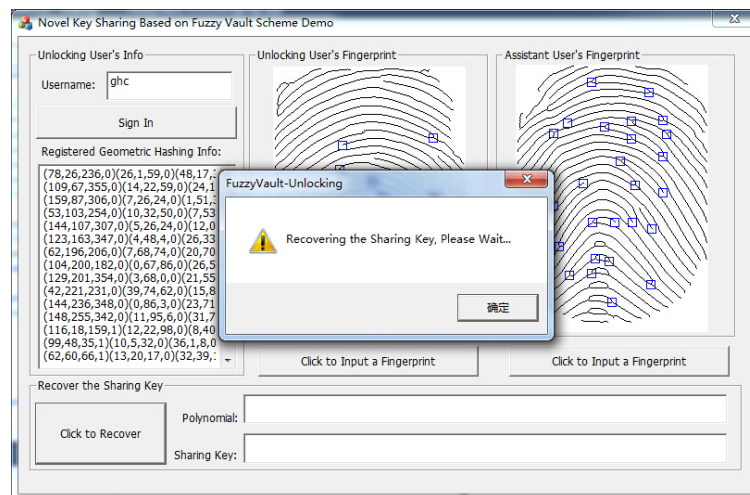 Novel Key Sharing Based on Fuzzy Vault Scheme Demo
Unlocking User's Info
Unlocking User's Fingerprint
Assistant User's Fingerprint
Username:
ghc
Sign In
Registered Geometric Hashing Info:
(78,26,236,0)(26,1,59,0)(48,17,
(109,67,355,0)(14,22,59)(24,1
(159,87,306,0)(7,26,24,0)(1,51,
(53,103,254,0)(10,32,50,0)(7,53
(144,107,307,0)(5,26,24,0)(12,0
(123,163,347,0)(4,48,4,0)(26,33
(62,196,206,0)(7,68,74,0)(20,70
(104,200,182,0)(0,67,86,0)(26,5
(129,201,354,0)(3,68,0,0)(21,55
(42,221,231,0)(39,74,62,0)(15,8
(144,236,348,0)(0,86,3,0)(23,71
(148,255,342,0)(11,95,6,0)(31,7
(116,18,159,1)(12,22,98,0)(8,40
(99,48,35,1)(10,5,32,0)(36,1,8,0
(62,60,66,1)(13,20,17,0)(32,39,
FuzzyVault-Unlocking
Recovering the Sharing Key, Please Wait...
确定
Click to Input a Fingerprint
Click to Input a Fingerprint
Recover the Sharing Key
Click to Recover
Polynomial:
Sharing Key: